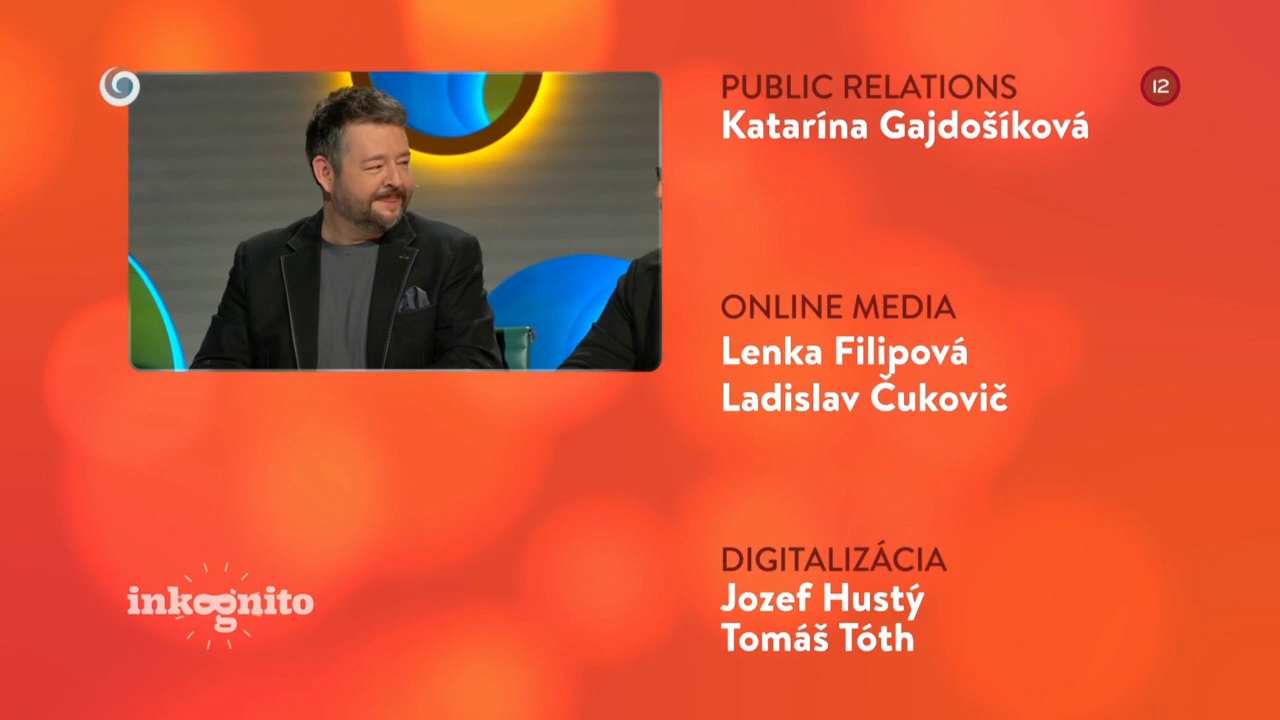 12
PUBLIC RELATIONS
Katarína Gajdošíková
ONLINE MEDIA
Lenka Filipová
Ladislav Čukovič
DIGITALIZÁCIA
Jozef Hustý
Tomáš Tóth
inkognito